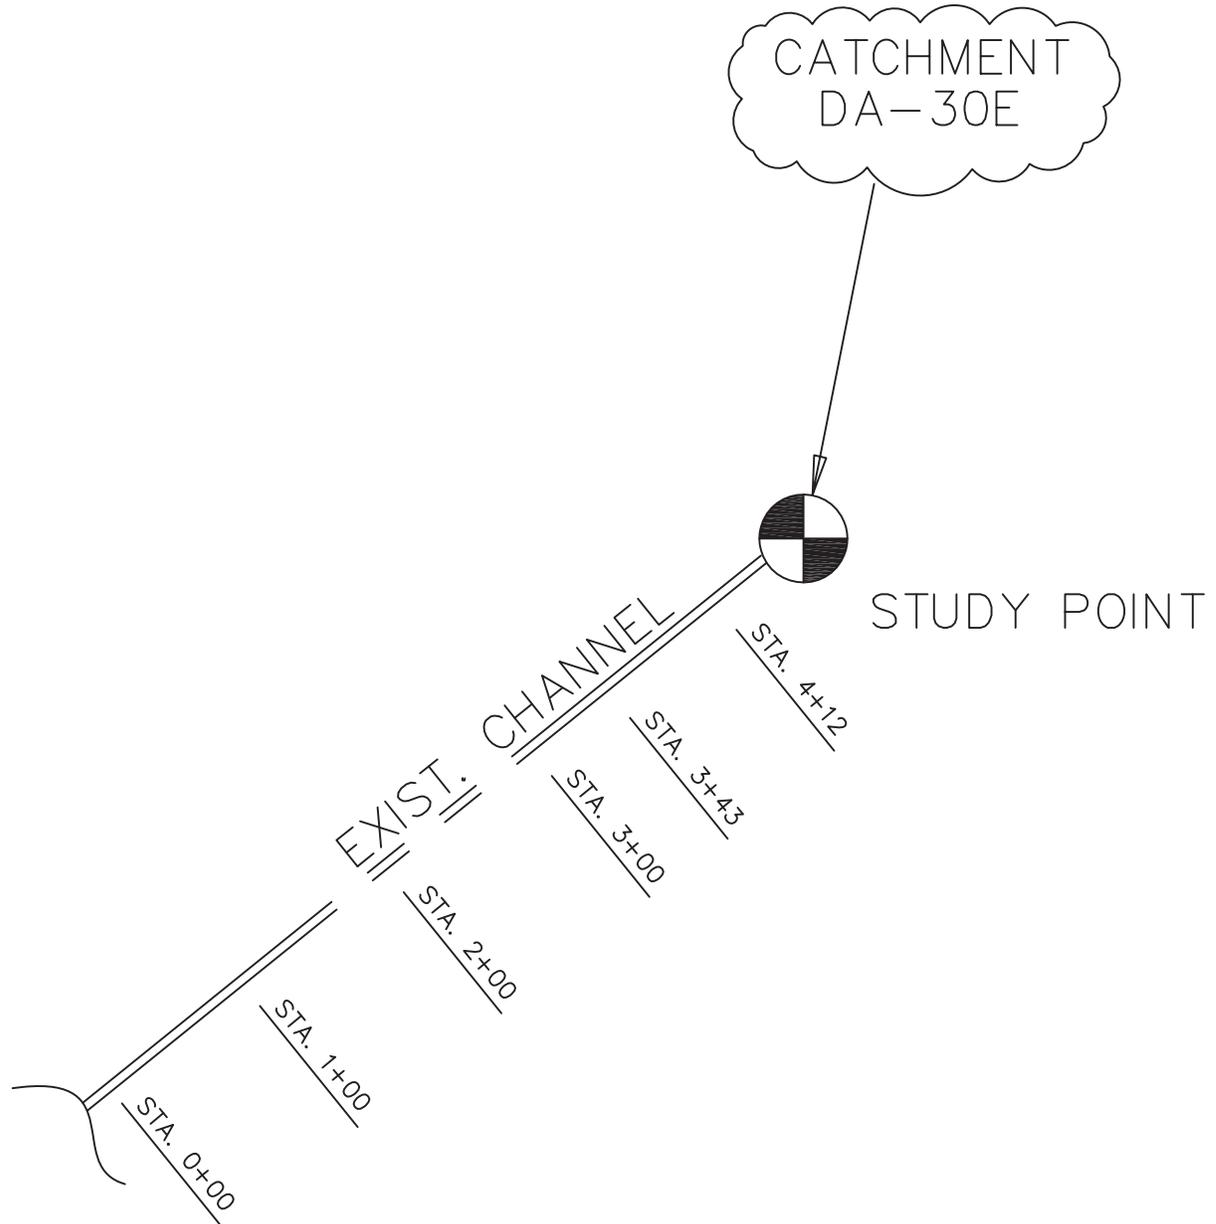 CATCHMENT
DA-30E
STUDY POINT
EXIST. CHANNEL
STA. 4+12
STA. 3+43
STA. 3+00
STA. 2+00
STA. 1+00
STA. 0+00